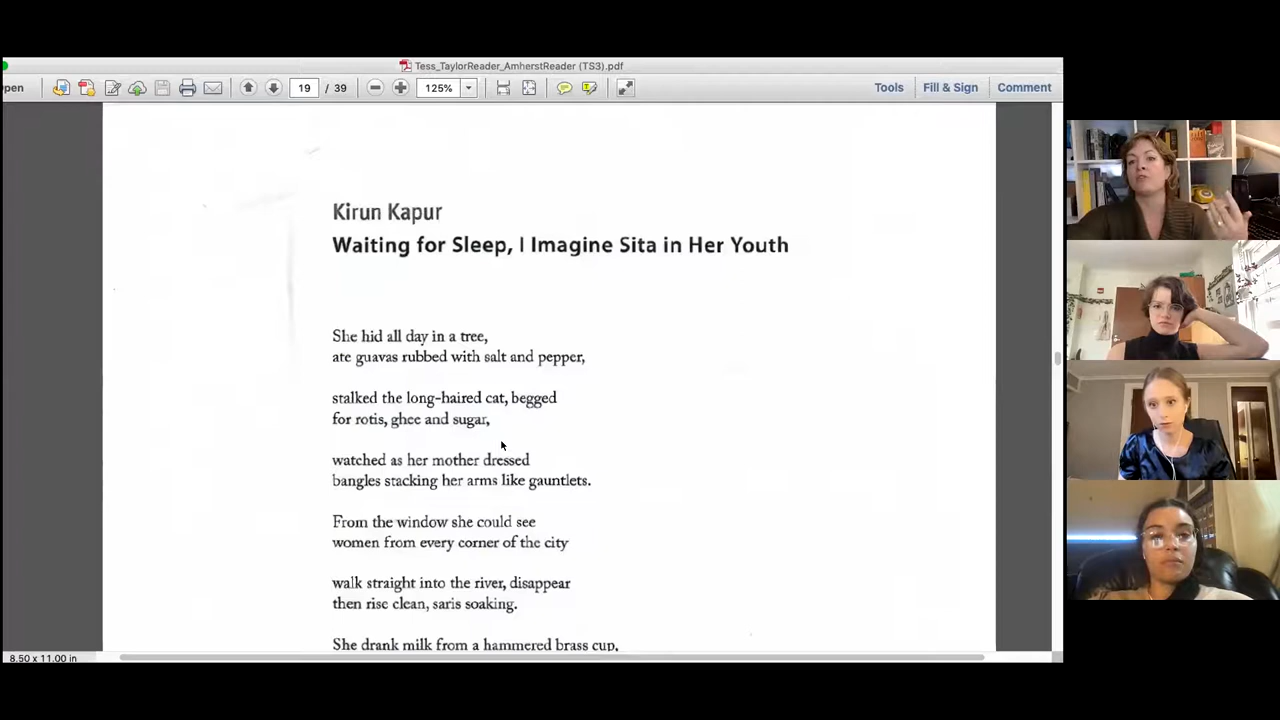 Tess_TaylorReader_AmherstReader (TS3).pdf
pen
19 / 39
125%
Tools
Fill & Sign
Comment
Kirun Kapur
Waiting for Sleep, I Imagine Sita in Her Youth
She hid all day in a tree,
ate guavas rubbed with salt and pepper,
stalked the long-haired cat, begged
for rotis, ghee and sugar,
watched as her mother dressed
bangles stacking her arms like gauntlets.
From the window she could see
women from every corner of the city
walk straight into the river, disappear
then rise clean, saris soaking.
She drank milk from a hammered brass cup,
8.50 x 11.00 in